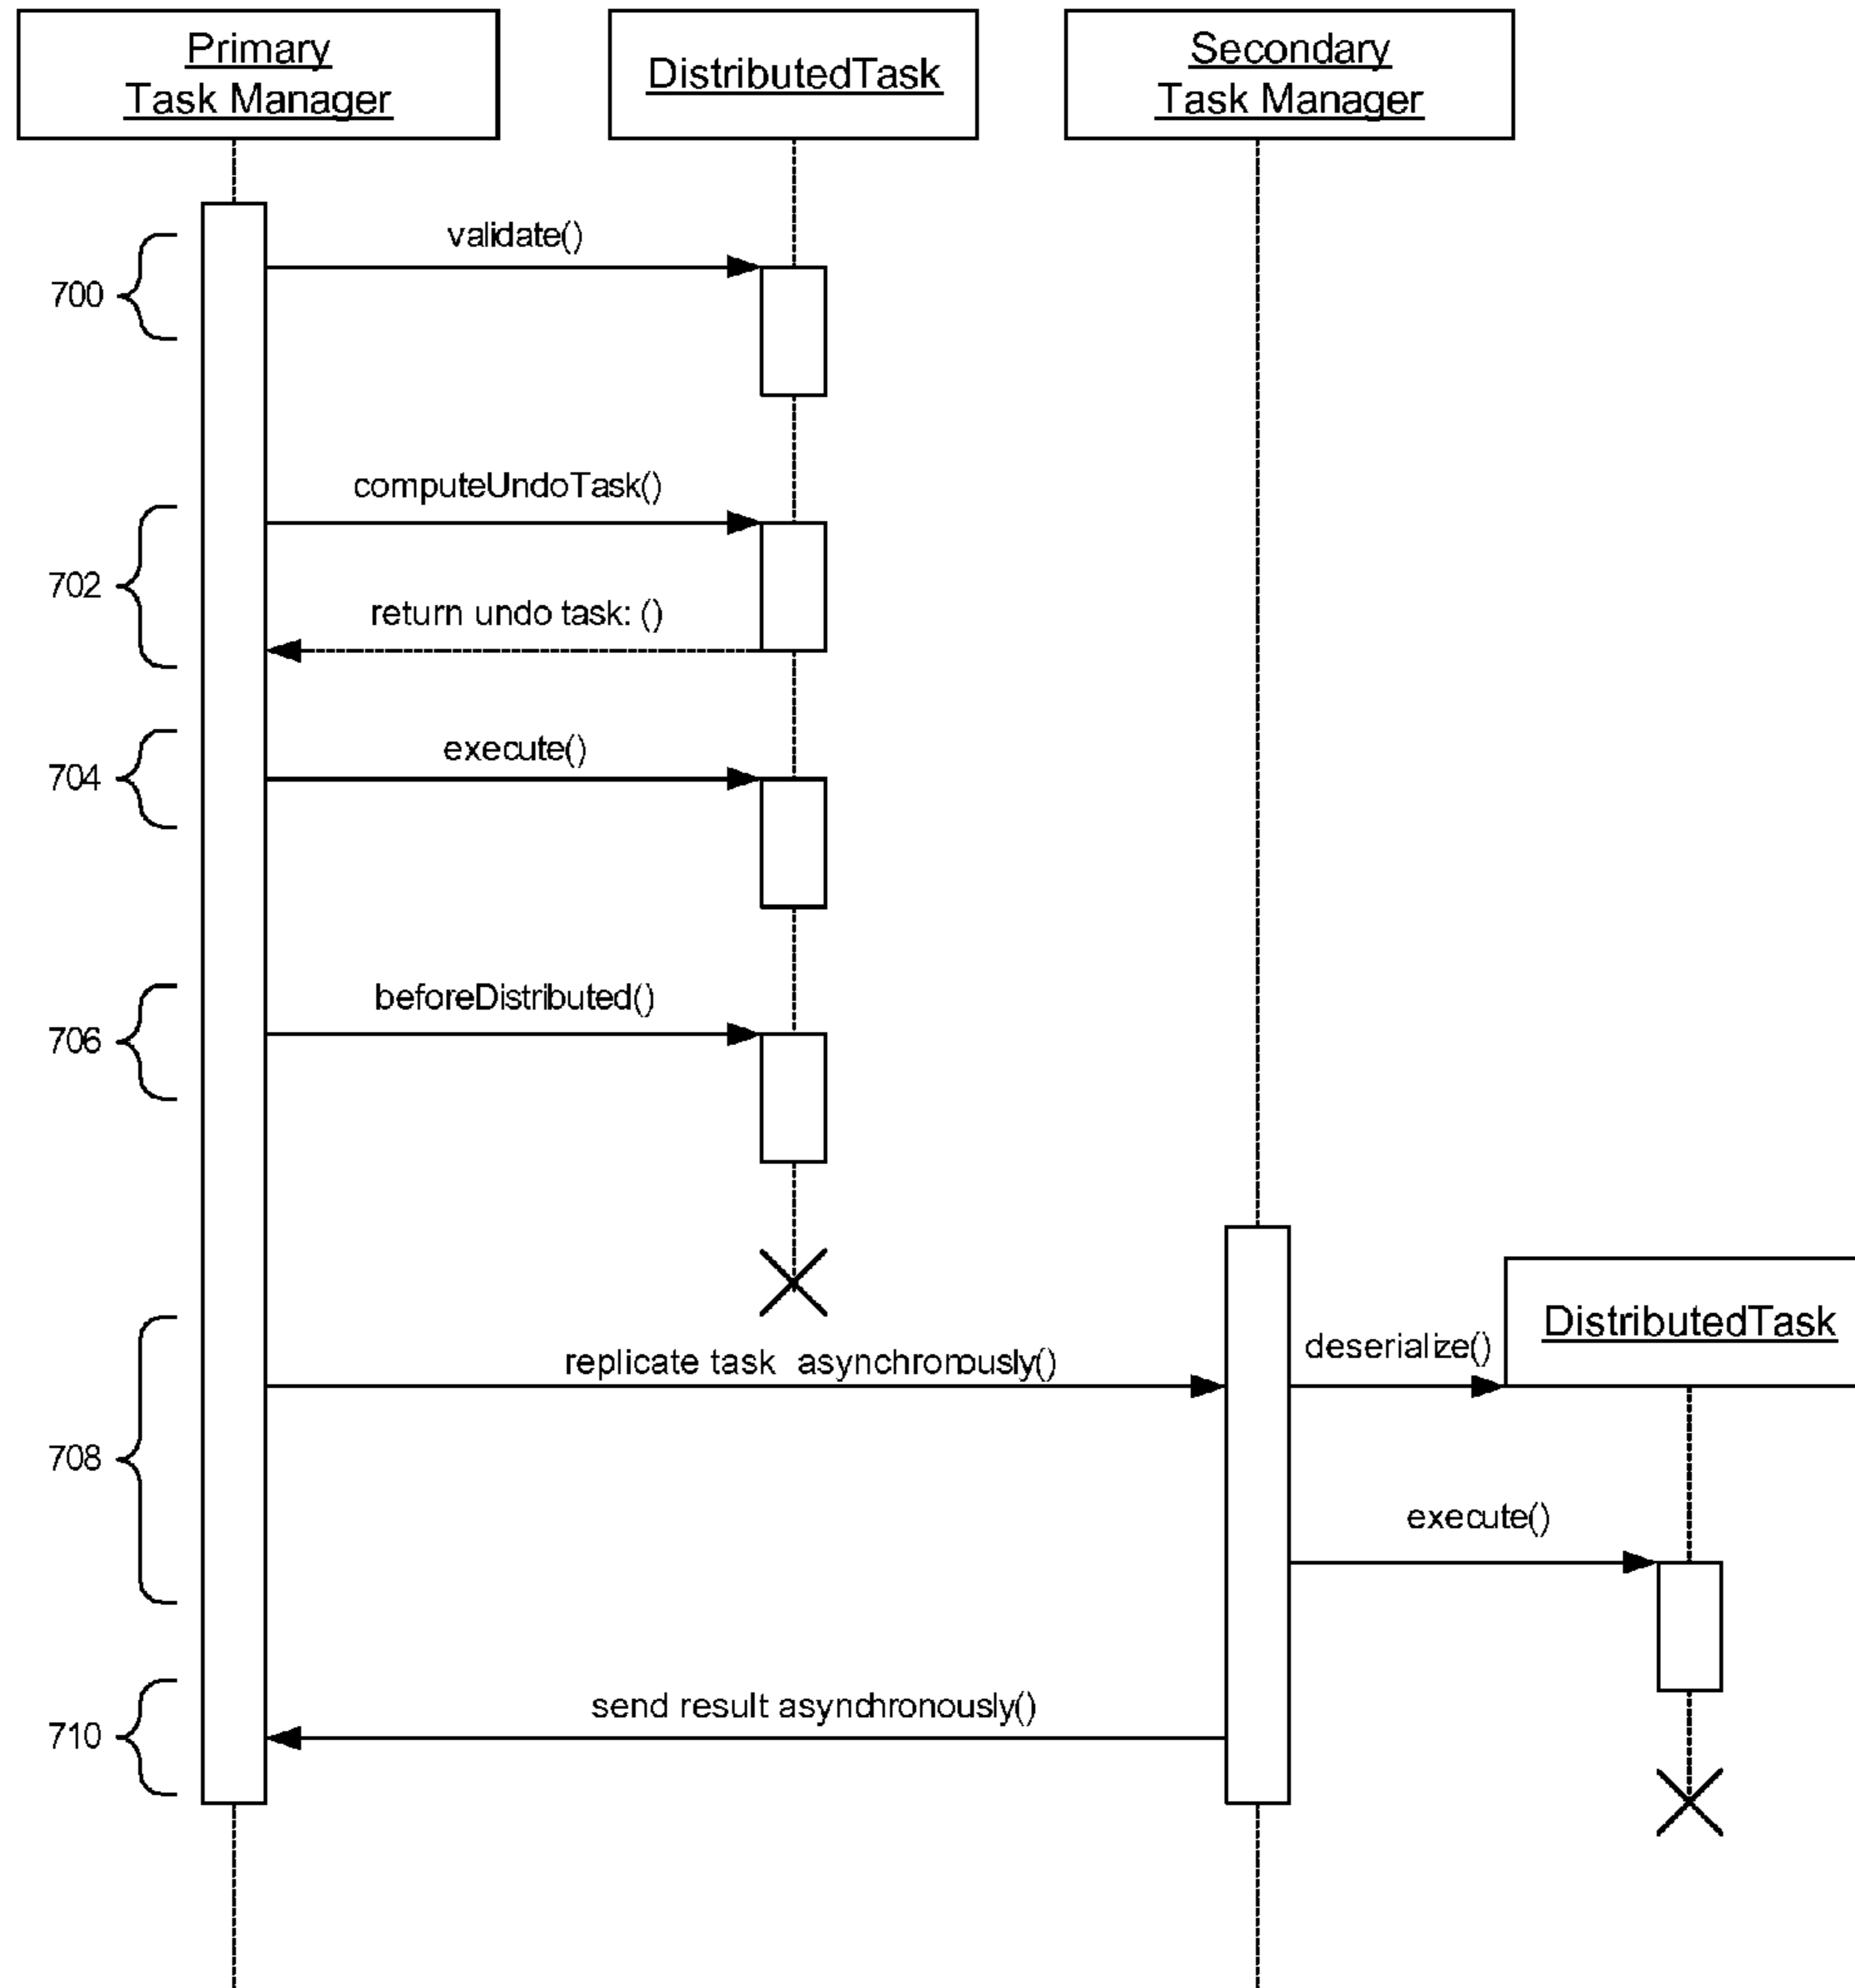 Primary
Task Manager
DistributedTask
Secondary
Task Manager
validate()
700
computeUndoTask()
702
return undo task: ()
execute()
704
beforeDistributed()
706
DistributedTask
deserialize()
replicate task asynchronously()
708
execute()
send result asynchronously()
710